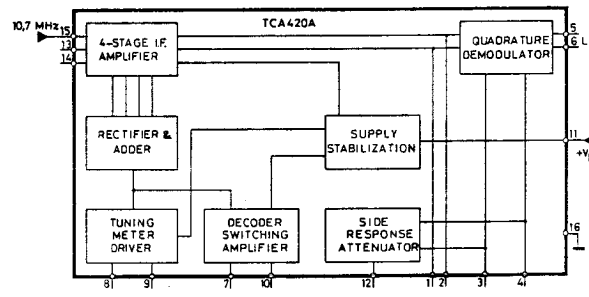 TCA420A
10,7 MHz
15
13
14
4-STAGE I.F.
AMPLIFIER
QUADRATURE
DEMODULATOR
5
6
L
RECTIFIER &
ADDER
SUPPLY
STABILIZATION
11
+V
TUNING
METER
DRIVER
DECODER
SWITCHING
AMPLIFIER
SIDE
RESPONSE
ATTENUATOR
16
8 9 7 10 12 1 2 3 4